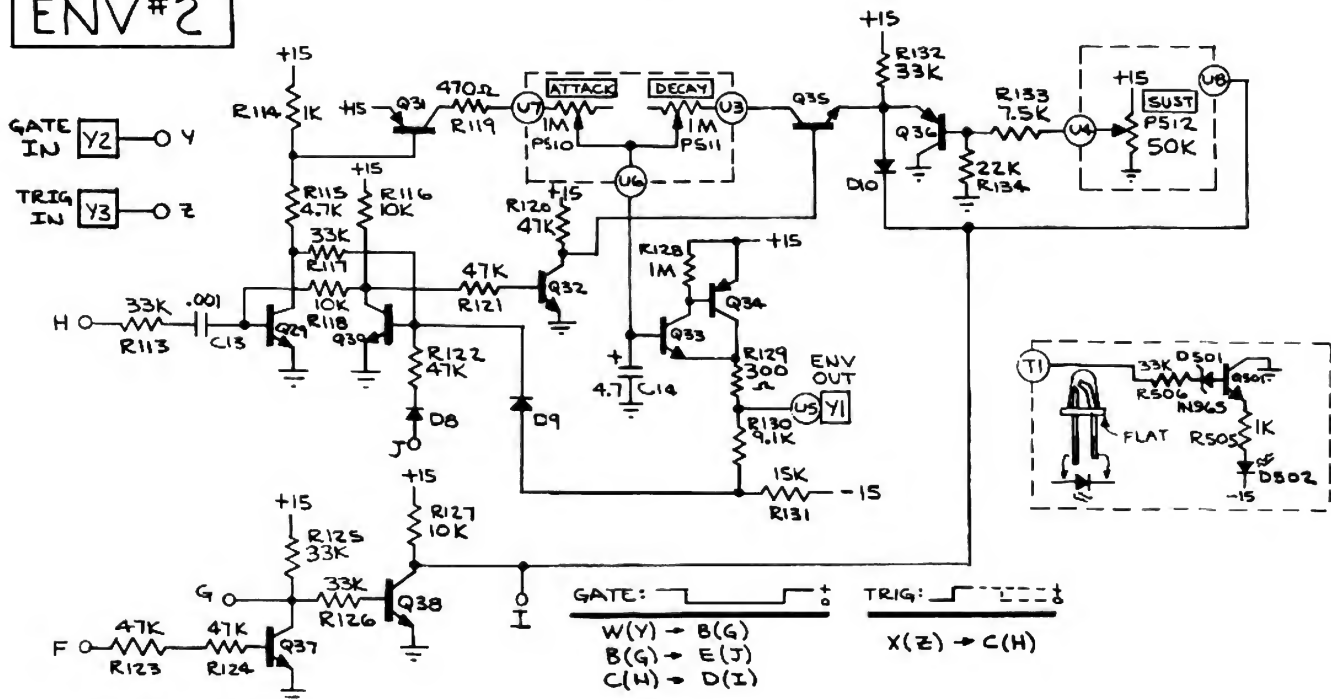 ENV #2
GATE IN
Y2
Y
TRIG IN
Y3
Z
+15
R114
1K
+15
Q31
470Ω
R119
U7
ATTACK
1M
PS10
DECAY
1M
PS11
U3
U6
Q35
+15
R132
33K
Q36
D10
R133
7.5K
22K
R134
U4
+15
SUST
PS12
50K
U8
R115
4.7K
+15
R116
10K
33K
R117
10K
R118
H
33K
R113
.001
C13
Q29
Q30
47K
R121
+15
R120
47K
Q32
R122
47K
D8
J
D9
R128
1M
+15
Q34
Q33
+
4.7
C14
R129
300
Ω
ENV OUT
U5
Y1
R130
9.1K
15K
R131
-15
T1
33K
R506
D501
IN965
Q501
FLAT
R505
1K
D502
-15
+15
R125
33K
G
33K
R126
+15
R127
10K
Q38
F
47K
R123
47K
R124
Q37
I
GATE: + 0
W(Y) → B(G)
B(G) → E(J)
C(H) → D(I)
TRIG: + 0
X(Z) → C(H)